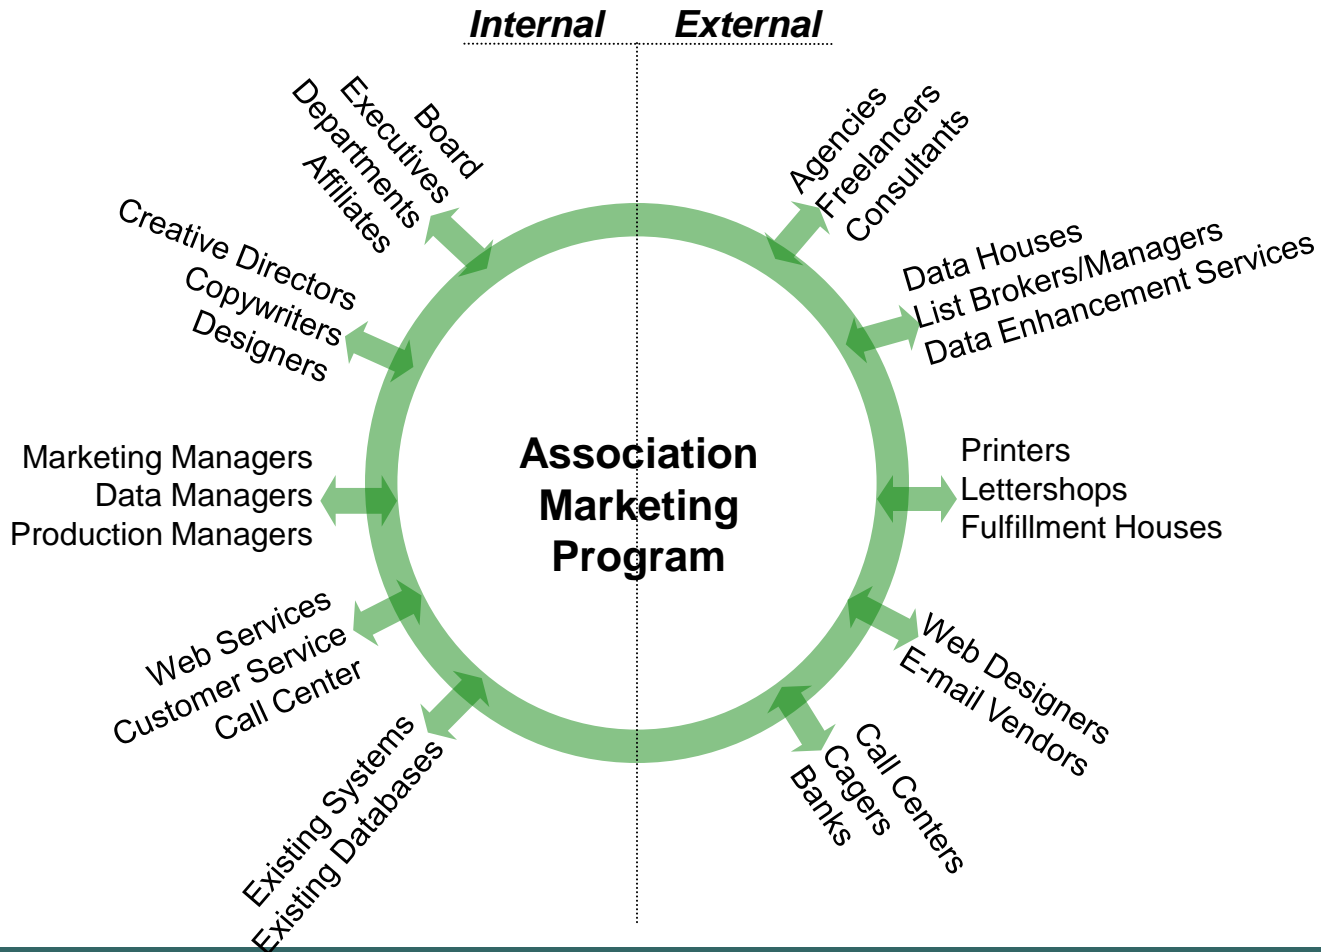 Internal
External
Board
Executives
Departments
Affiliates
Creative Directors
Copywriters
Designers
Marketing Managers
Data Managers
Production Managers
Web Services
Customer Service
Call Center
Existing Systems
Existing Databases
Association
Marketing
Program
Agencies
Freelancers
Consultants
Data Houses
List Brokers/Managers
Data Enhancement Services
Printers
Lettershops
Fulfillment Houses
Web Designers
E-mail Vendors
Call Centers
Cagers
Banks